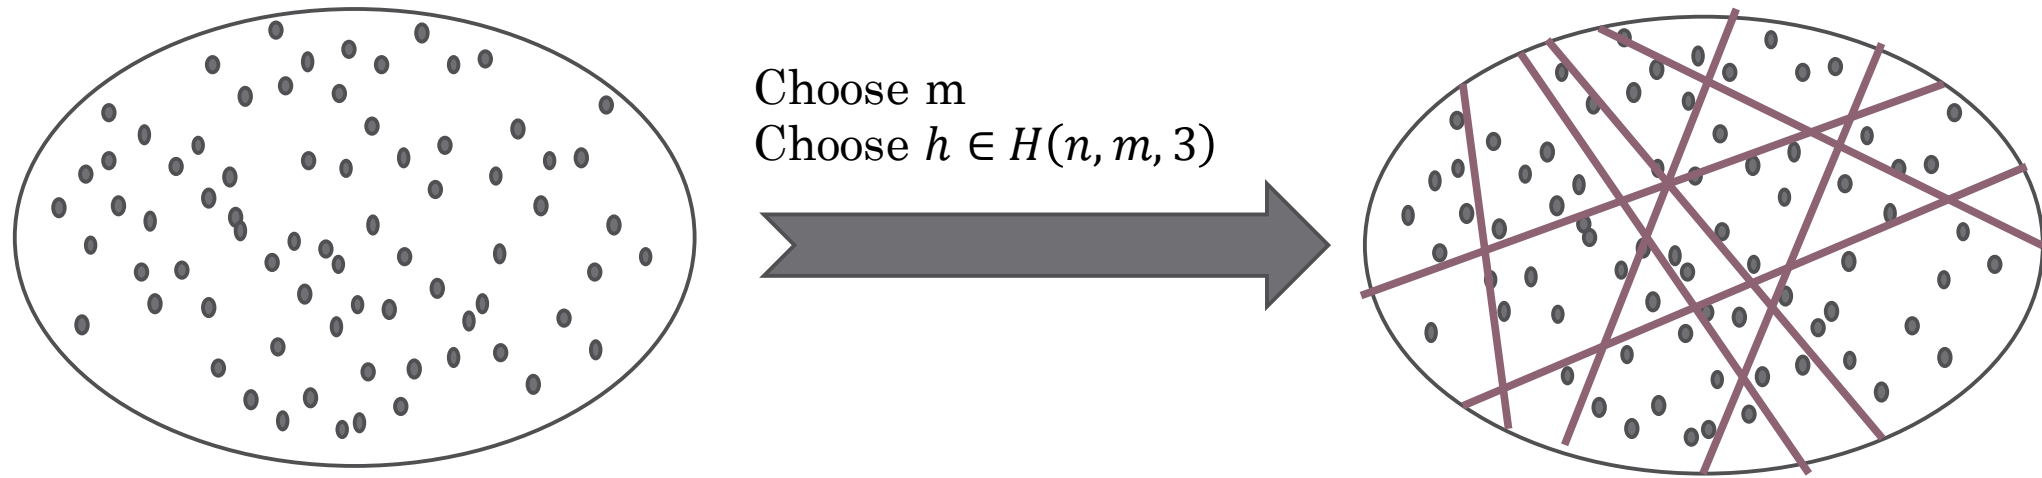 Choose m
Choose h ∈ H(n, m, 3)